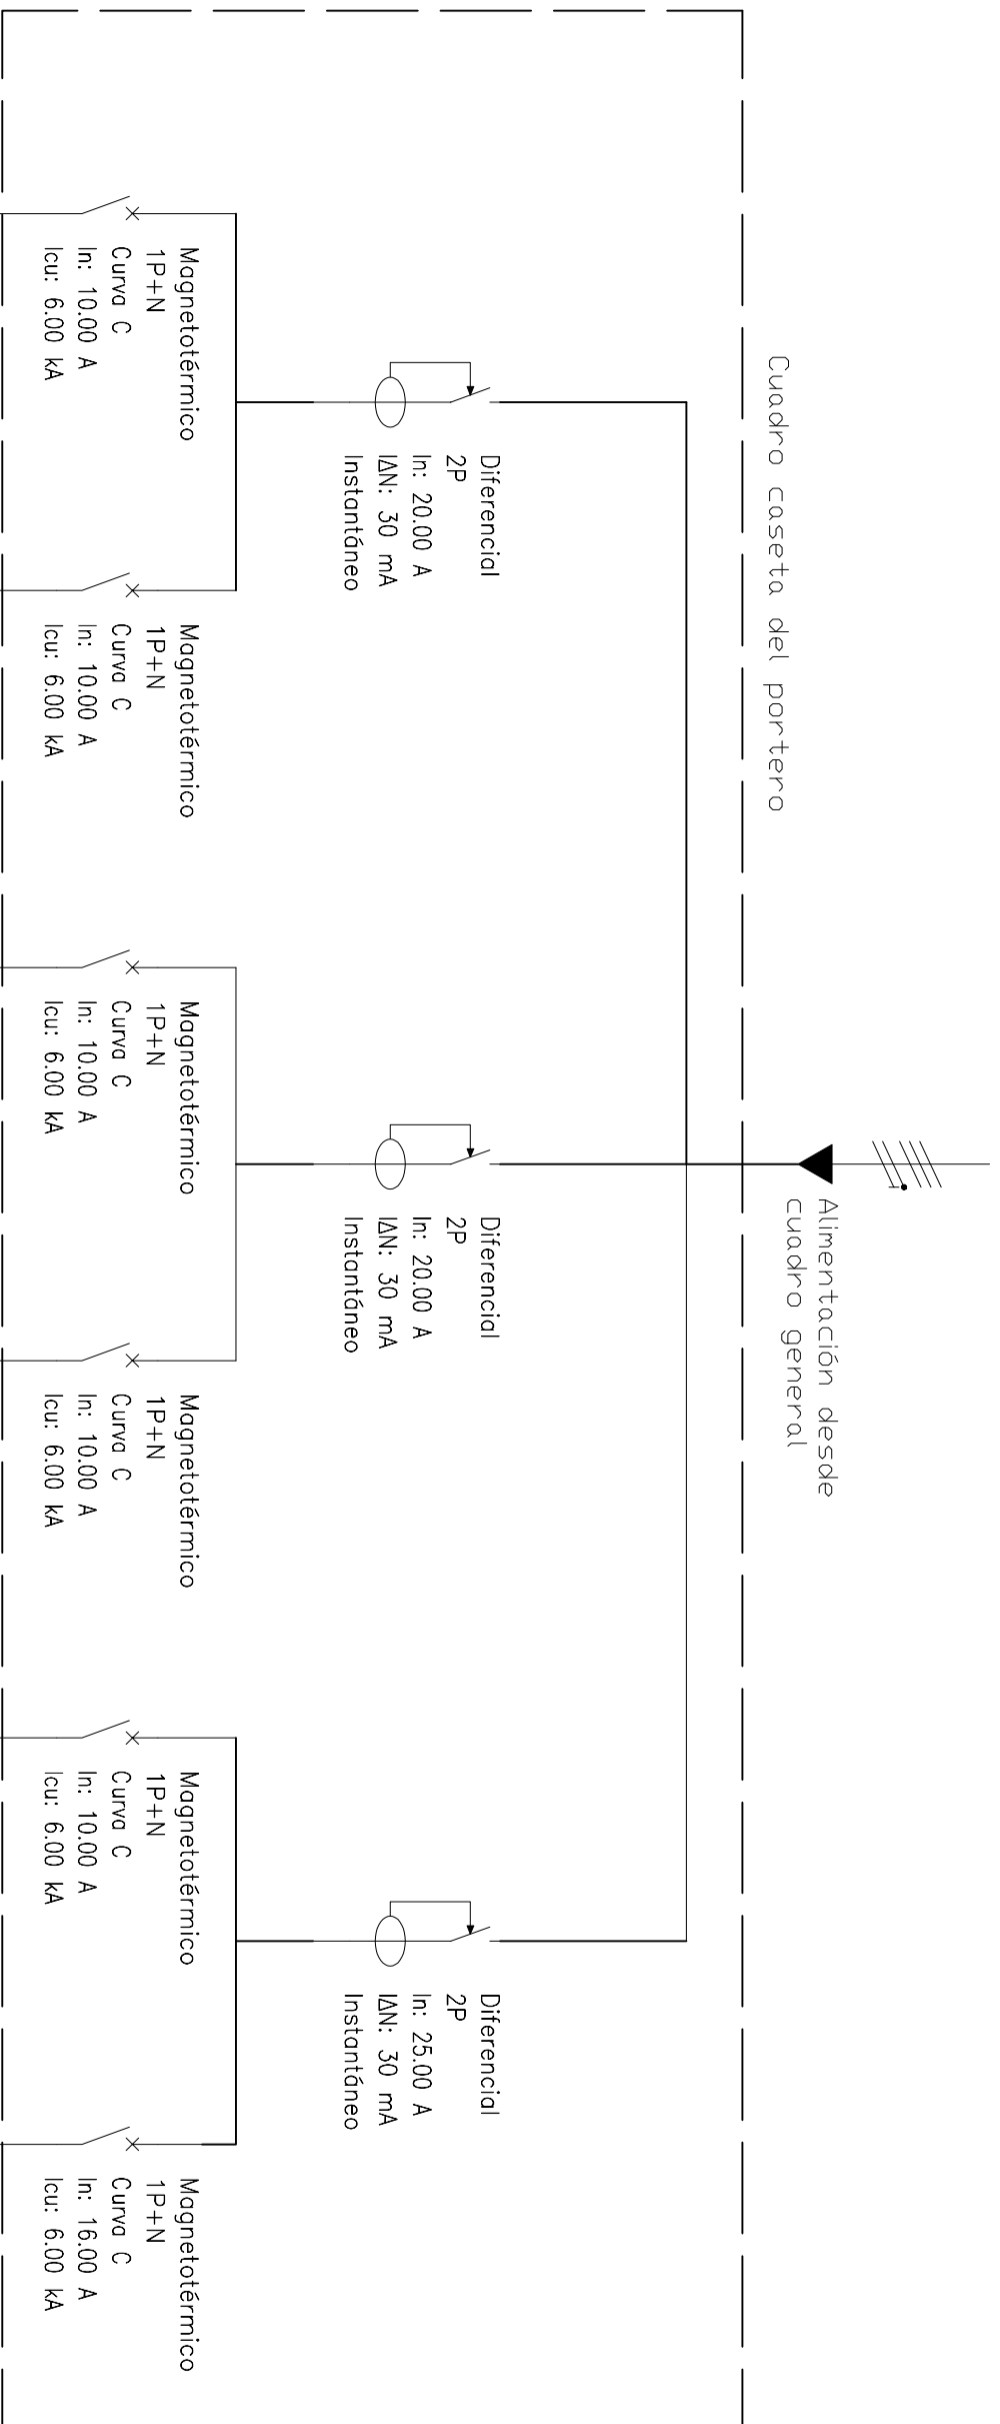 Alimentación desde
cuadro general
Cuadro caseta del portero
Diferencial
2P
In: 20.00 A
IΔN: 30 mA
Instantáneo
Diferencial
2P
In: 20.00 A
IΔN: 30 mA
Instantáneo
Diferencial
2P
In: 25.00 A
IΔN: 30 mA
Instantáneo
Magnetotérmico
1P+N
Curva C
In: 10.00 A
Icu: 6.00 kA
Magnetotérmico
1P+N
Curva C
In: 10.00 A
Icu: 6.00 kA
Magnetotérmico
1P+N
Curva C
In: 10.00 A
Icu: 6.00 kA
Magnetotérmico
1P+N
Curva C
In: 10.00 A
Icu: 6.00 kA
Magnetotérmico
1P+N
Curva C
In: 10.00 A
Icu: 6.00 kA
Magnetotérmico
1P+N
Curva C
In: 16.00 A
Icu: 6.00 kA